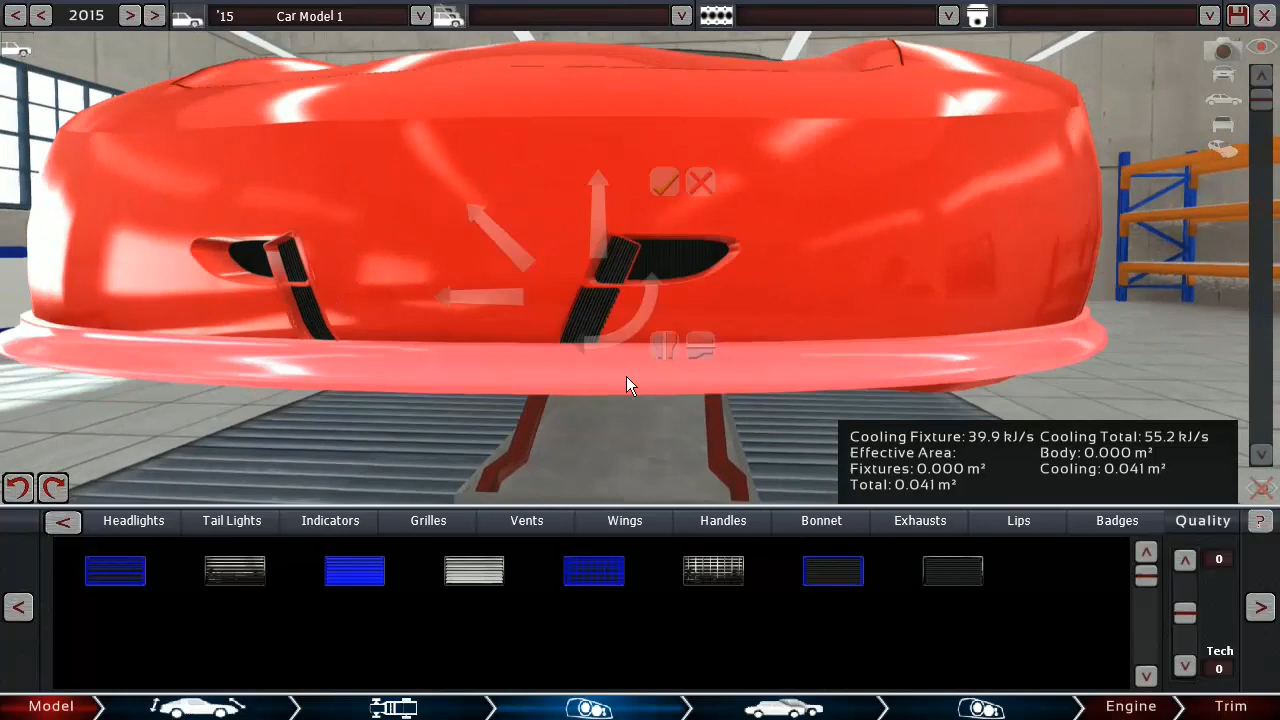 2015 '15 Car Model 1
Cooling Fixture: 39.9 kJ/s Cooling Total: 55.2 kJ/s
Effective Area: Body: 0.000 m²
Fixtures: 0.000 m² Cooling: 0.041 m²
Total: 0.041 m²
Headlights Tail Lights Indicators Grilles Vents Wings Handles Bonnet Exhausts Lips Badges Quality ?
0
Tech
0
Model Engine Trim